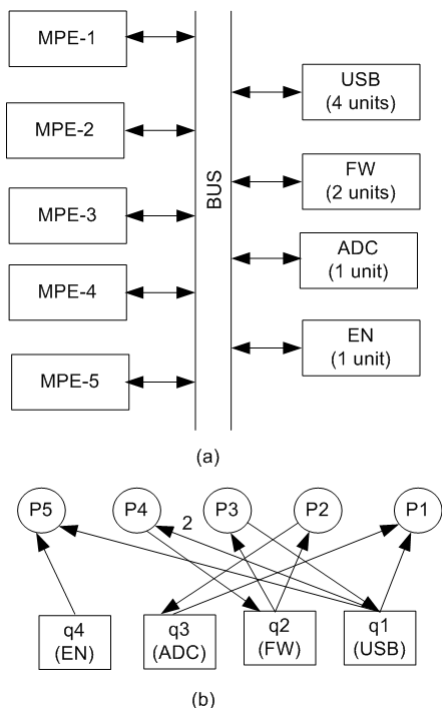 MPE-1
MPE-2
MPE-3
MPE-4
MPE-5
BUS
USB
(4 units)
FW
(2 units)
ADC
(1 unit)
EN
(1 unit)
(a)
P5
P4
2
P3
P2
P1
q4
(EN)
q3
(ADC)
q2
(FW)
q1
(USB)
(b)